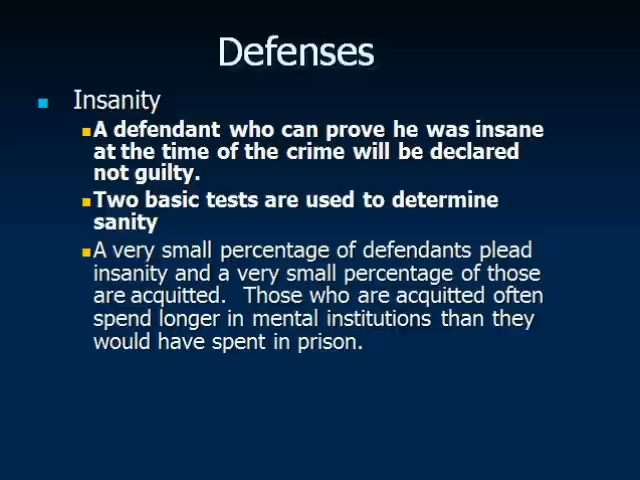 Defenses
Insanity
A defendant who can prove he was insane
at the time of the crime will be declared
not guilty.
Two basic tests are used to determine
sanity
A very small percentage of defendants plead
insanity and a very small percentage of those
are acquitted.  Those who are acquitted often
spend longer in mental institutions than they
would have spent in prison.